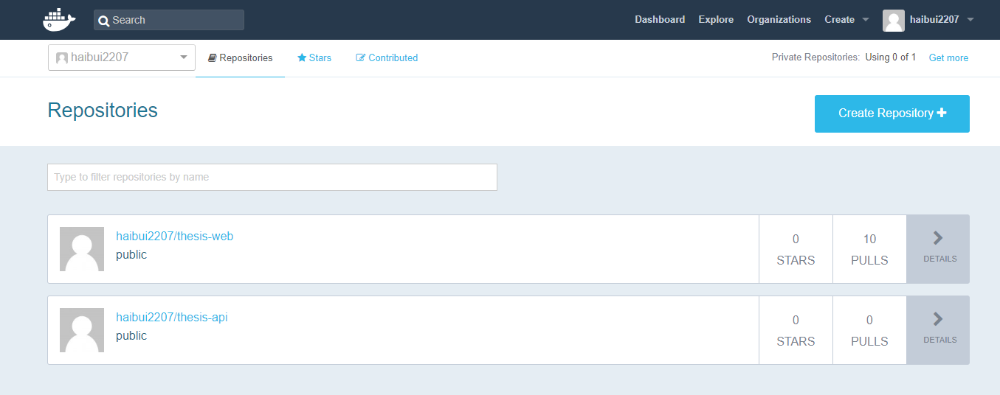 Search Dashboard Explore Organizations Create haibui2207
haibui2207 Repositories Stars Contributed Private Repositories: Using 0 of 1 Get more
Repositories Create Repository
Type to filter repositories by name
haibui2207/thesis-web
public
0
STARS
10
PULLS
DETAILS
haibui2207/thesis-api
public
0
STARS
0
PULLS
DETAILS